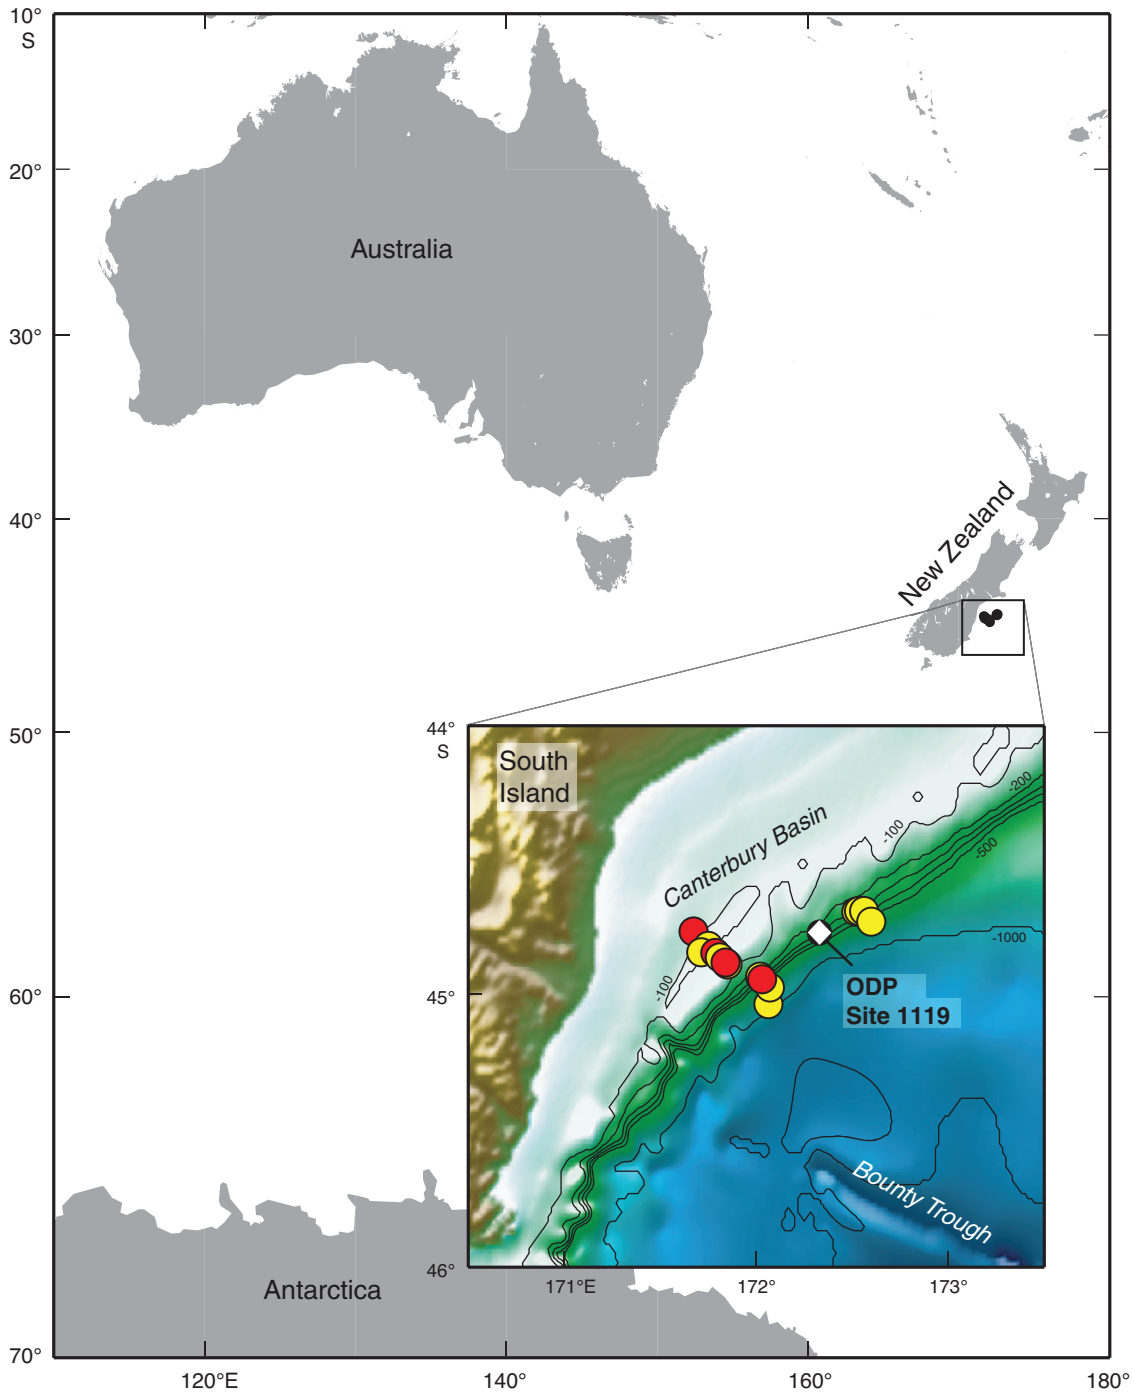 10°
S
20°
30°
40°
50°
60°
70°
120°E
140°
160°
180°
Australia
New Zealand
Antarctica
44°
S
45°
46°
171°E
172°
173°
South
Island
Canterbury Basin
-100
-200
-500
-1000
-100
ODP
Site 1119
Bounty Trough